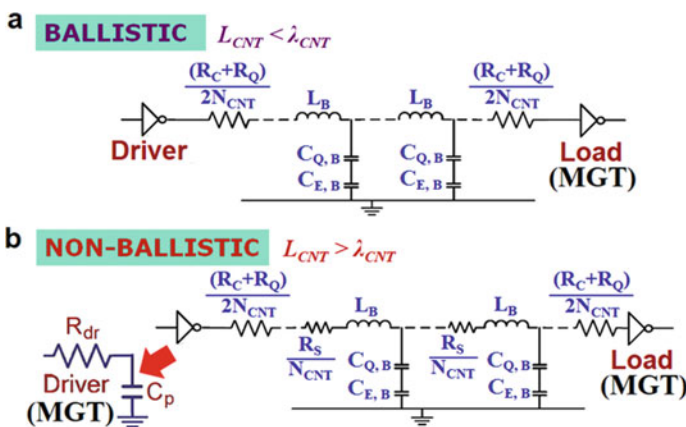 a BALLISTIC L_CNT < λ_CNT
(R_C+R_Q) (R_C+R_Q)
2N_CNT L_B L_B 2N_CNT
Driver C_Q, B C_Q, B Load
C_E, B C_E, B (MGT)
b NON-BALLISTIC L_CNT > λ_CNT
(R_C+R_Q) (R_C+R_Q)
2N_CNT L_B L_B 2N_CNT
R_dr R_S C_Q, B R_S C_Q, B Load
Driver C_p N_CNT C_E, B N_CNT C_E, B (MGT)
(MGT)